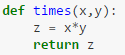 def times(x,y):
    z = x*y
    return z